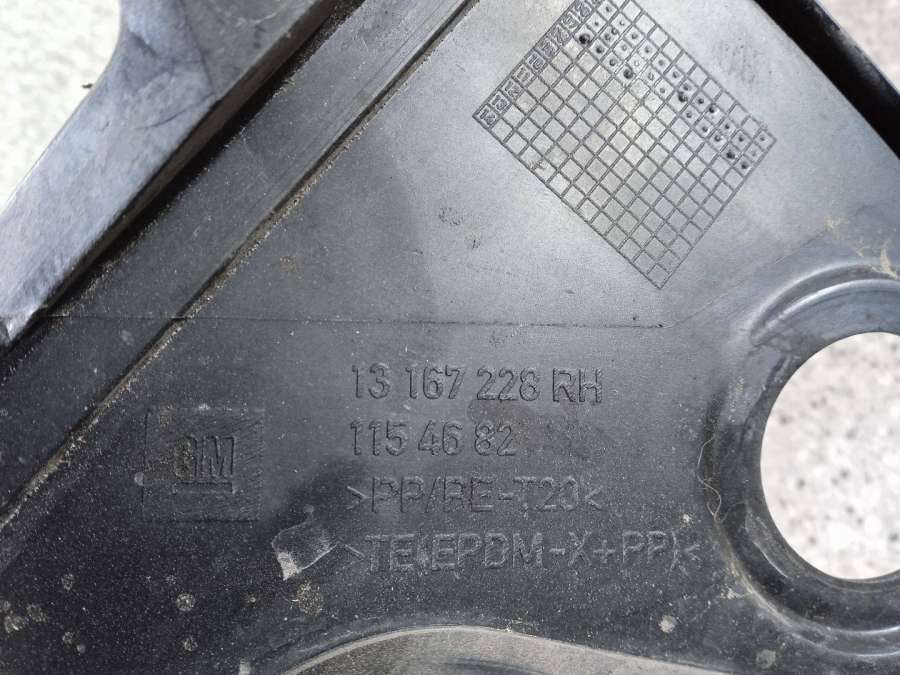 13 167 228 RH
115 46 82
GM
>PP/PE-T20<
>TE(EPDM-X+PP)<